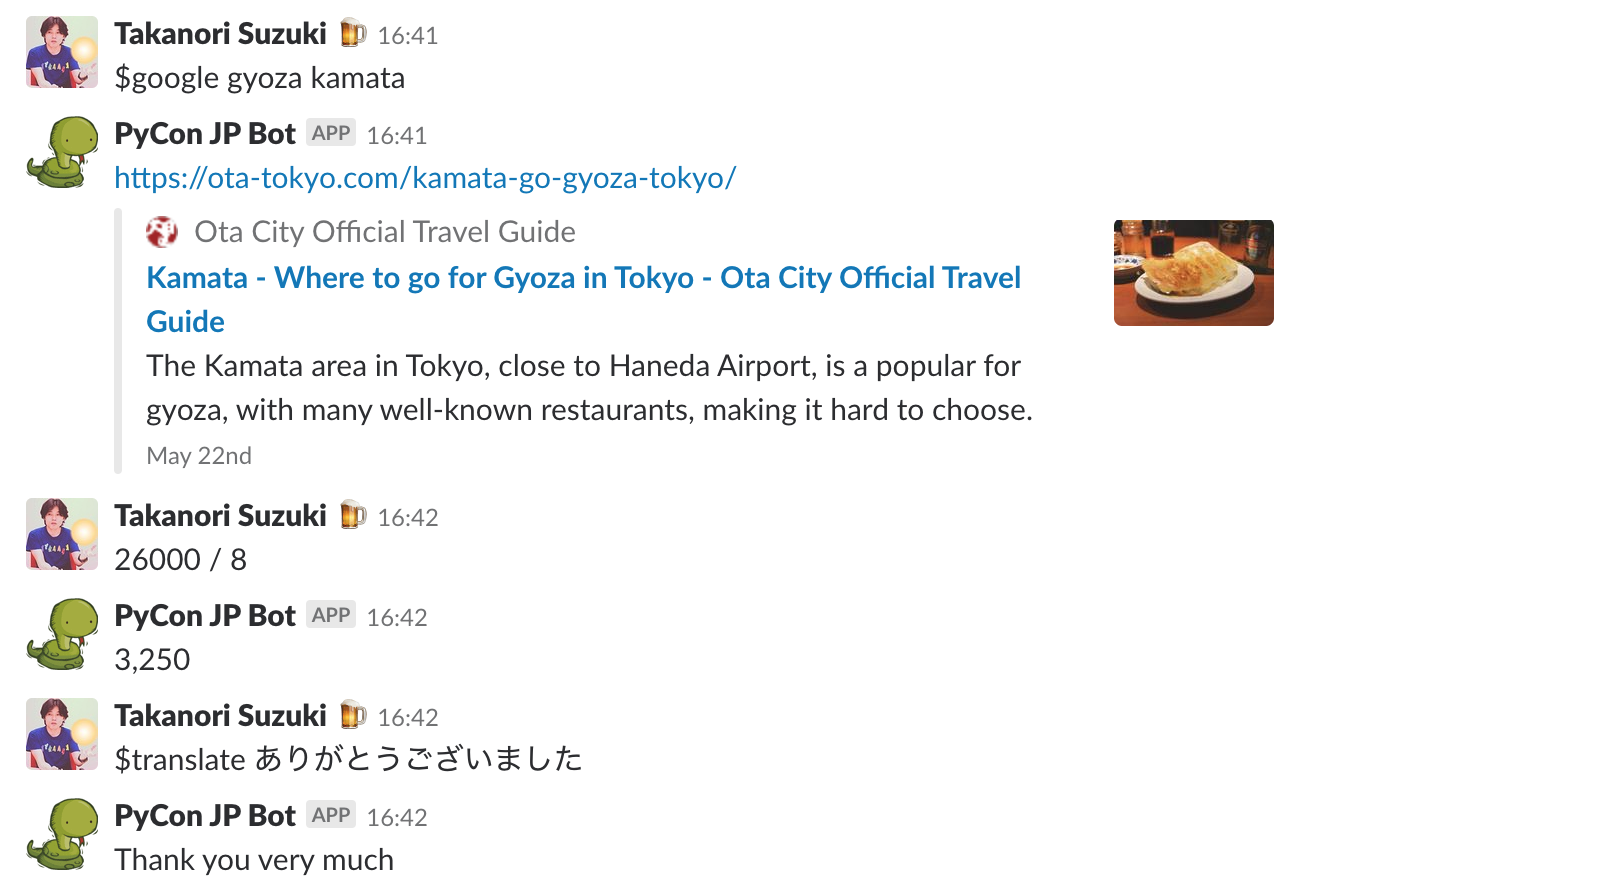 Takanori Suzuki 🍺 16:41
$google gyoza kamata
PyCon JP Bot APP 16:41
https://ota-tokyo.com/kamata-go-gyoza-tokyo/
Ota City Official Travel Guide
Kamata - Where to go for Gyoza in Tokyo - Ota City Official Travel
Guide
The Kamata area in Tokyo, close to Haneda Airport, is a popular for
gyoza, with many well-known restaurants, making it hard to choose.
May 22nd
Takanori Suzuki 🍺 16:42
26000 / 8
PyCon JP Bot APP 16:42
3,250
Takanori Suzuki 🍺 16:42
$translate ありがとうございました
PyCon JP Bot APP 16:42
Thank you very much